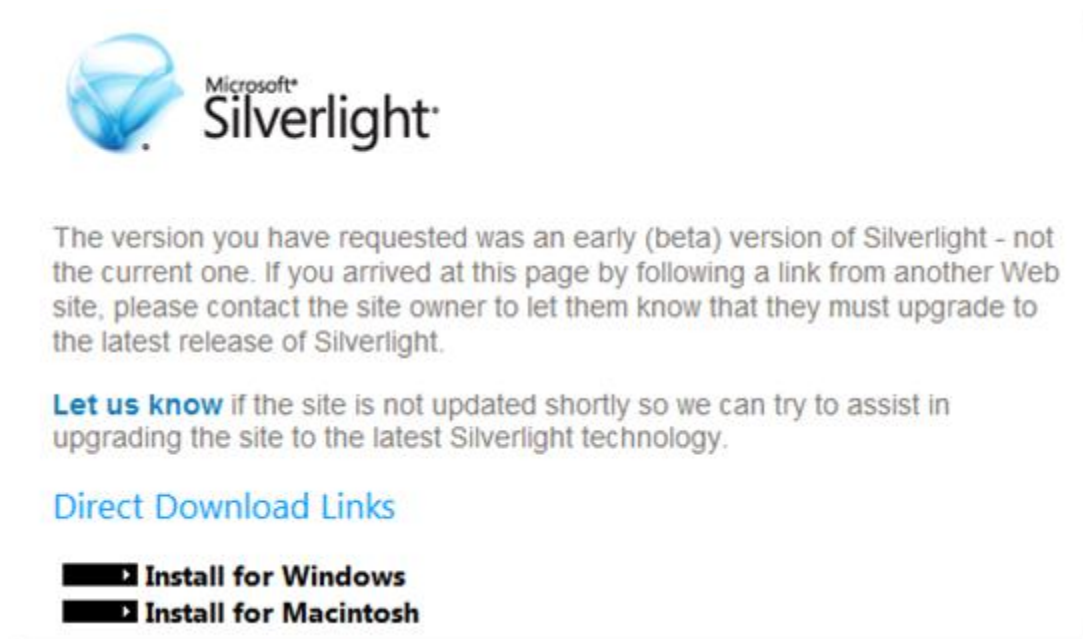 Microsoft®
Silverlight®
The version you have requested was an early (beta) version of Silverlight - not
the current one. If you arrived at this page by following a link from another Web
site, please contact the site owner to let them know that they must upgrade to
the latest release of Silverlight.
Let us know if the site is not updated shortly so we can try to assist in
upgrading the site to the latest Silverlight technology.
Direct Download Links
Install for Windows
Install for Macintosh